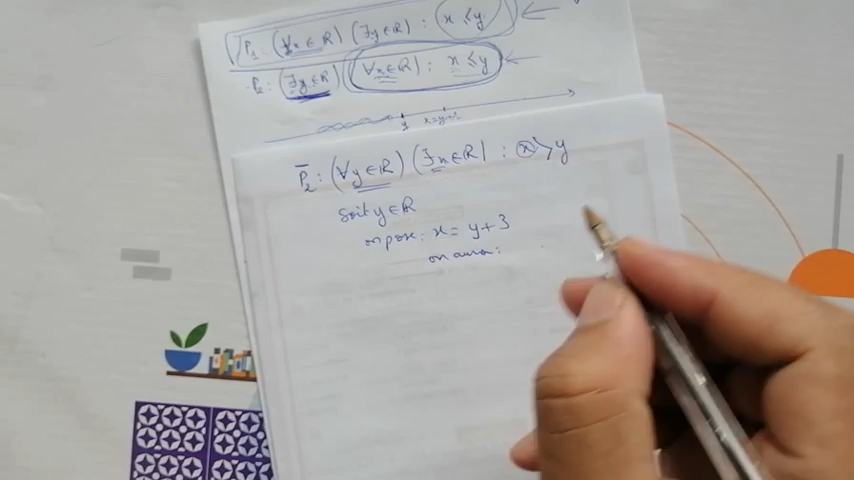 P₁: (∀x∈ℝ) (∃y∈ℝ) : x ≤ y
P₂: (∃y∈ℝ) (∀x∈ℝ) : x ≤ y
y
P̅₂ : (∀y∈ℝ) (∃x∈ℝ) : x > y
Soit y∈ℝ
on pose : x = y+3
on aura :